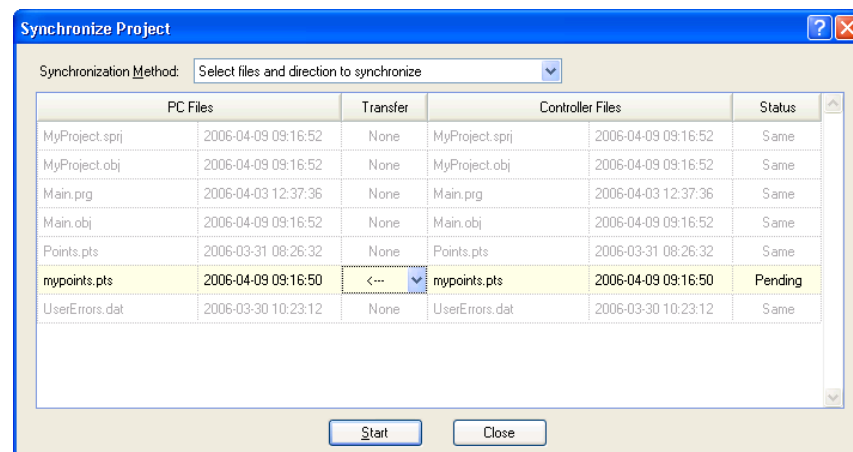 Synchronize Project
Synchronization Method: Select files and direction to synchronize
PC Files Transfer Controller Files Status
MyProject.sprj 2006-04-09 09:16:52 None MyProject.sprj 2006-04-09 09:16:52 Same
MyProject.obj 2006-04-09 09:16:52 None MyProject.obj 2006-04-09 09:16:52 Same
Main.prg 2006-04-03 12:37:36 None Main.prg 2006-04-03 12:37:36 Same
Main.obj 2006-04-09 09:16:52 None Main.obj 2006-04-09 09:16:52 Same
Points.pts 2006-03-31 08:26:32 None Points.pts 2006-03-31 08:26:32 Same
mypoints.pts 2006-04-09 09:16:50 <--- mypoints.pts 2006-04-09 09:16:50 Pending
UserErrors.dat 2006-03-30 10:23:12 None UserErrors.dat 2006-03-30 10:23:12 Same
Start Close